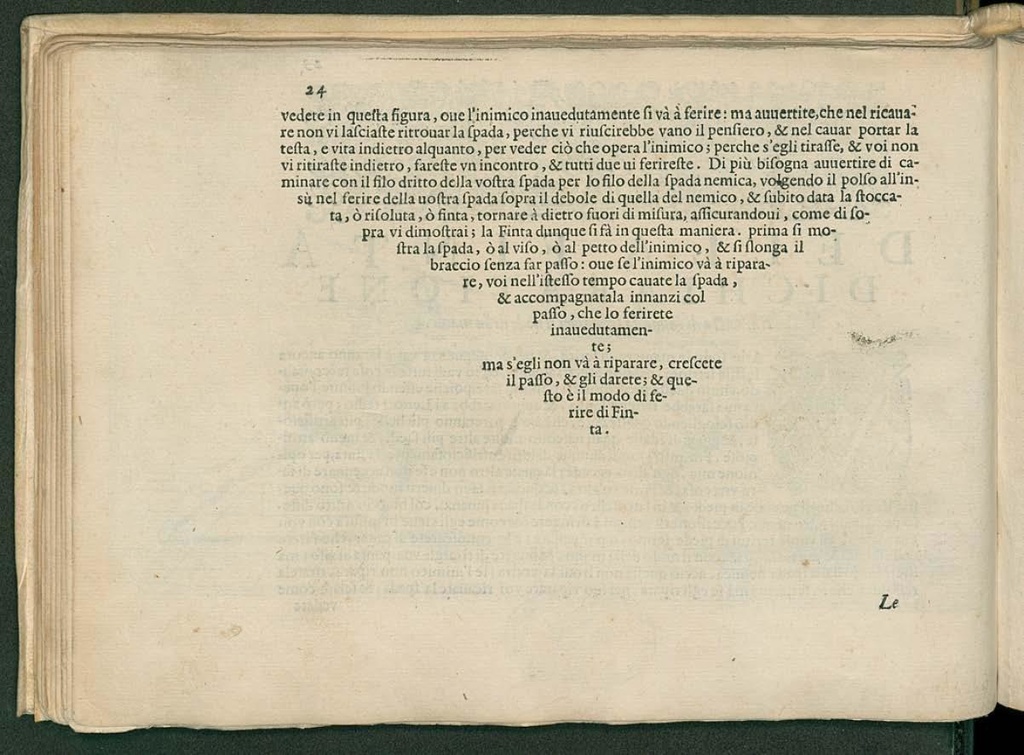 24
vedete in questa figura, oue l'inimico inauedutamente si và à ferire: ma auuertite, che nel ricaua-
re non vi lasciaste ritrouar la spada, perche vi riuscirebbe vano il pensiero, & nel cauar portar la
testa, e vita indietro alquanto, per veder ciò che opera l'inimico; perche s'egli tirasse, & voi non
vi ritiraste indietro, fareste vn incontro, & tutti due ui ferireste. Di più bisogna auuertire di ca-
minare con il filo dritto della vostra spada per lo filo della spada nemica, volgendo il polso all'in-
sù nel ferire della uostra spada sopra il debole di quella del nemico, & subito data la stocca-
ta, ò risoluta, ò finta, tornare à dietro fuori di misura, assicurandoui, come di so-
pra vi dimostrai; la Finta dunque si fà in questa maniera. prima si mo-
stra la spada, ò al viso, ò al petto dell'inimico, & si slonga il
braccio senza far passo: oue se l'inimico và à ripara-
re, voi nell'istesso tempo cauate la spada,
& accompagnatala innanzi col
passo, che lo ferirete
inauedutamen-
te;
ma s'egli non và à riparare, crescete
il passo, & gli darete; & que-
sto è il modo di fe-
rire di Fin-
ta.
Le